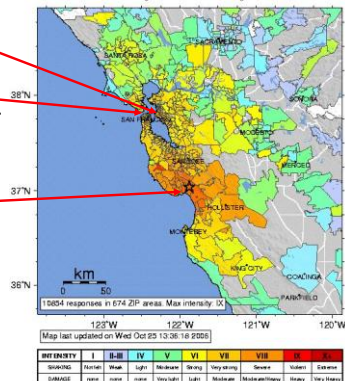 SANTA ROSA
SACRAMENTO
38°N
SAN FRANCISCO
SONORA
MODESTO
SAN JOSE
MERCED
37°N
HOLLISTER
MONTEREY
km
KING CITY
COALINGA
36°N
0 50
PARKFIELD
10854 responses in 674 ZIP areas. Max intensity: IX
123°W 122°W 121°W 120°W
Map last updated on Wed Oct 25 13:36:18 2006
INTENSITY I II-III IV V VI VII VIII IX X+
SHAKING Not felt Weak Light Moderate Strong Very strong Severe Violent Extreme
DAMAGE none none none Very light Light Moderate Moderate/Heavy Heavy Very Heavy